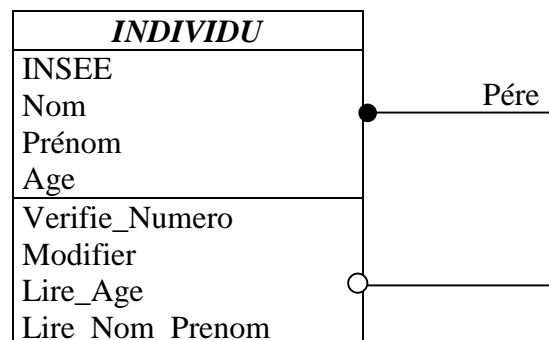 INDIVIDU
INSEE
Nom
Pére
Prénom
Age
Verifie_Numero
Modifier
Lire_Age
Lire_Nom_Prenom